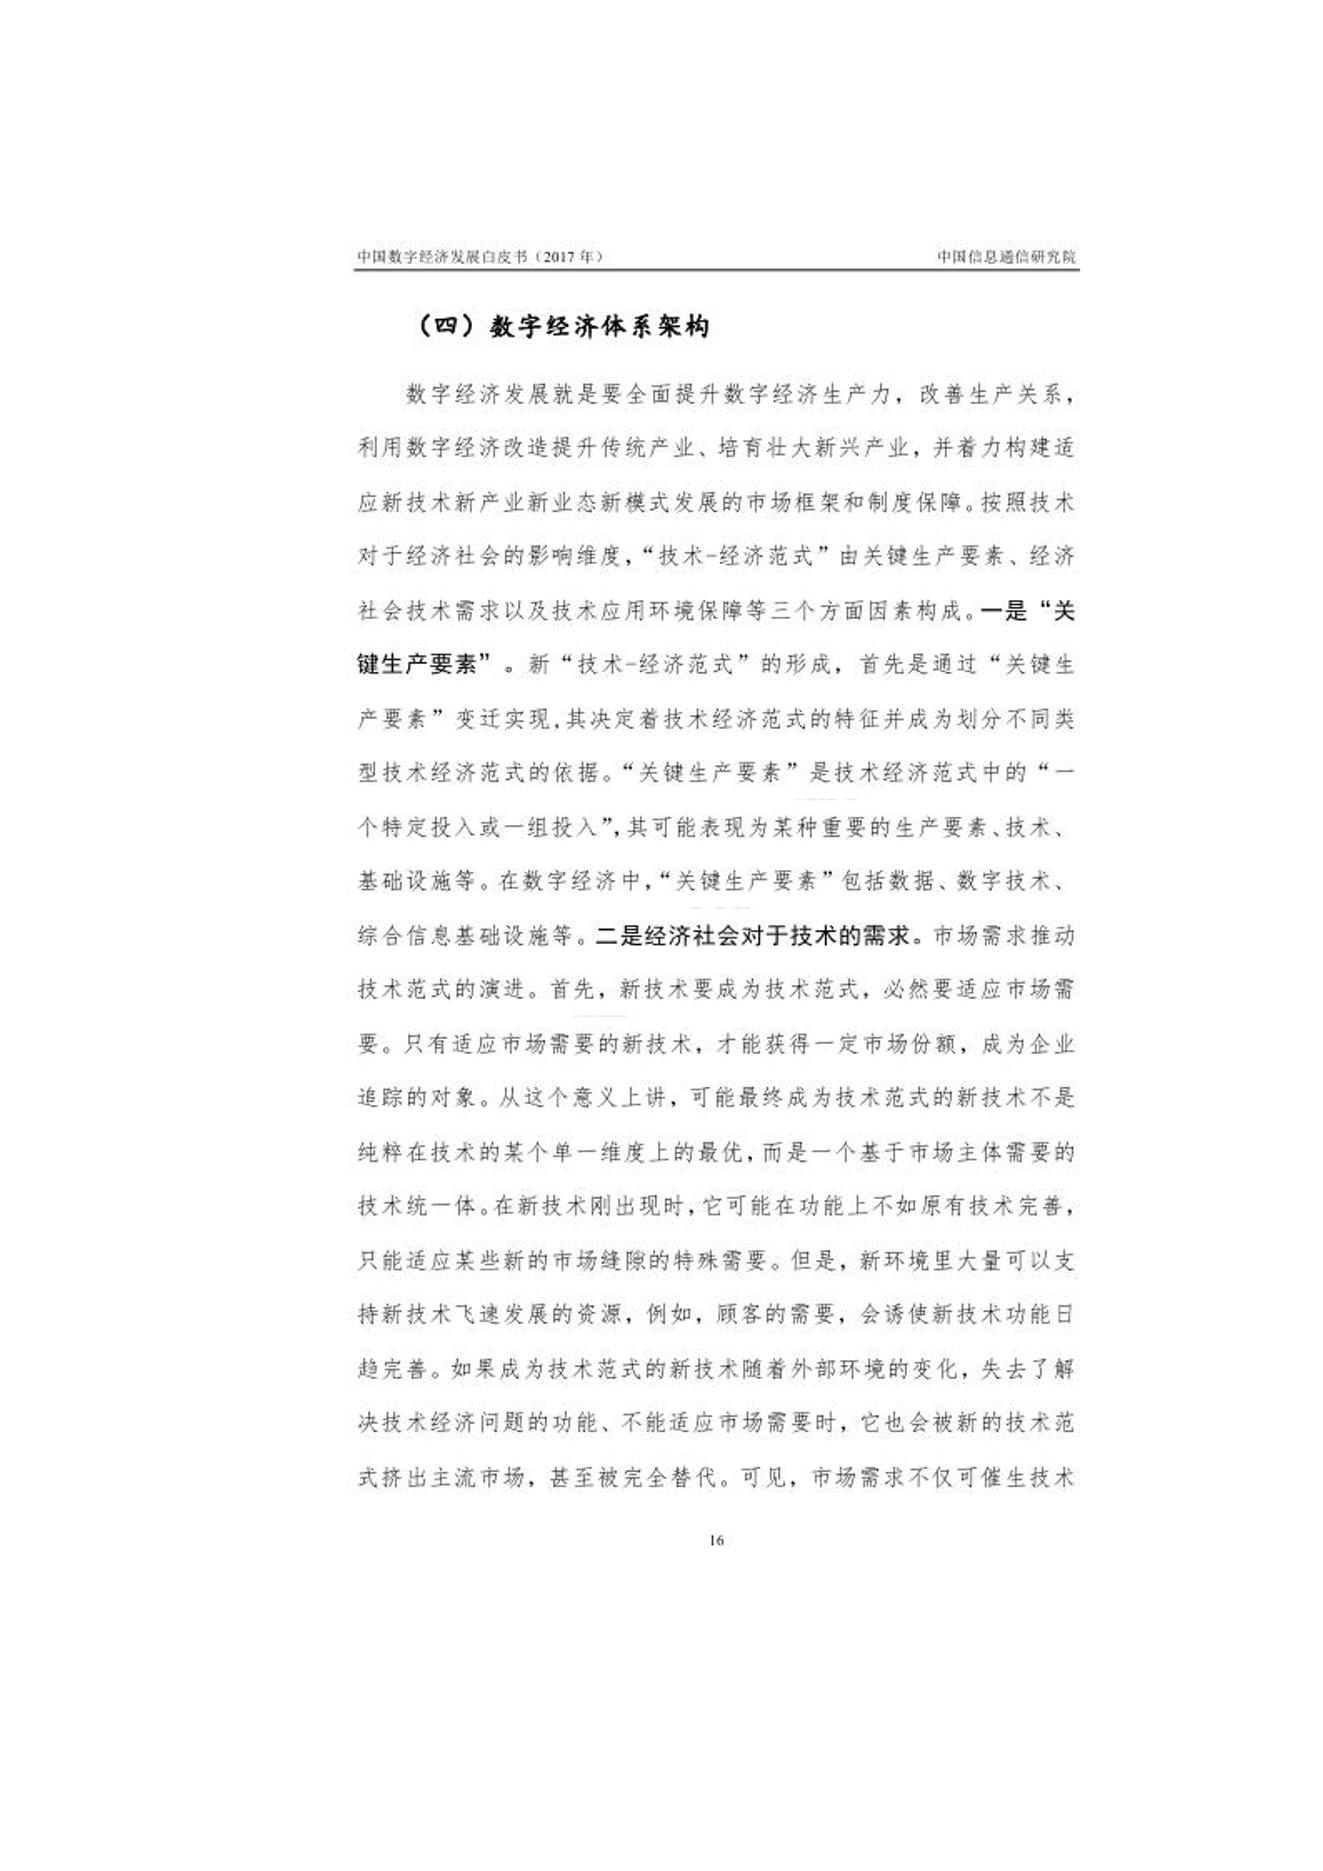 中国数字经济发展白皮书（2017 年） 中国信息通信研究院
（四）数字经济体系架构
数字经济发展就是要全面提升数字经济生产力，改善生产关系，
利用数字经济改造提升传统产业、培育壮大新兴产业，并着力构建适
应新技术新产业新业态新模式发展的市场框架和制度保障。按照技术
对于经济社会的影响维度，“技术-经济范式”由关键生产要素、经济
社会技术需求以及技术应用环境保障等三个方面因素构成。一是“关
键生产要素”。新“技术-经济范式”的形成，首先是通过“关键生
产要素”变迁实现,其决定着技术经济范式的特征并成为划分不同类
型技术经济范式的依据。“关键生产要素”是技术经济范式中的“一
个特定投入或一组投入”,其可能表现为某种重要的生产要素、技术、
基础设施等。在数字经济中，“关键生产要素”包括数据、数字技术、
综合信息基础设施等。二是经济社会对于技术的需求。市场需求推动
技术范式的演进。首先，新技术要成为技术范式，必然要适应市场需
要。只有适应市场需要的新技术，才能获得一定市场份额，成为企业
追踪的对象。从这个意义上讲，可能最终成为技术范式的新技术不是
纯粹在技术的某个单一维度上的最优，而是一个基于市场主体需要的
技术统一体。在新技术刚出现时，它可能在功能上不如原有技术完善，
只能适应某些新的市场缝隙的特殊需要。但是，新环境里大量可以支
持新技术飞速发展的资源，例如，顾客的需要，会诱使新技术功能日
趋完善。如果成为技术范式的新技术随着外部环境的变化，失去了解
决技术经济问题的功能、不能适应市场需要时，它也会被新的技术范
式挤出主流市场，甚至被完全替代。可见，市场需求不仅可催生技术
16